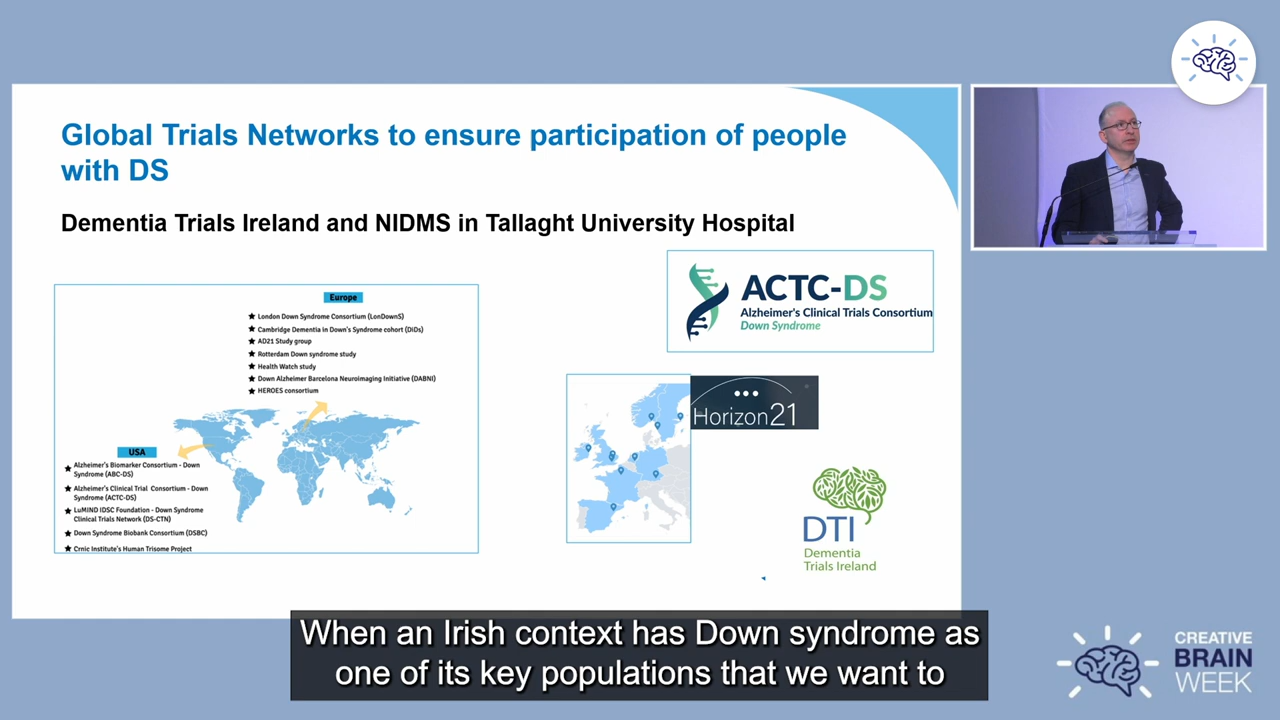 Global Trials Networks to ensure participation of people
with DS
Dementia Trials Ireland and NIDMS in Tallaght University Hospital
Europe
★ London Down Syndrome Consortium (LonDownS)
★ Cambridge Dementia in Down's Syndrome cohort (DiDs)
★ AD21 Study group
★ Rotterdam Down syndrome study
★ Health Watch study
★ Down Alzheimer Barcelona Neuroimaging Initiative (DABNI)
★ HEROES consortium
USA
★ Alzheimer's Biomarker Consortium - Down
Syndrome (ABC-DS)
★ Alzheimer's Clinical Trial Consortium - Down
Syndrome (ACTC-DS)
★ LuMIND IDSC Foundation - Down Syndrome
Clinical Trials Network (DS-CTN)
★ Down Syndrome Biobank Consortium (DSBC)
★ Crnic Institute's Human Trisome Project
ACTC-DS
Alzheimer's Clinical Trials Consortium
Down Syndrome
Horizon21
DTI
Dementia
Trials Ireland
When an Irish context has Down syndrome as
one of its key populations that we want to
CREATIVE
BRAIN
WEEK